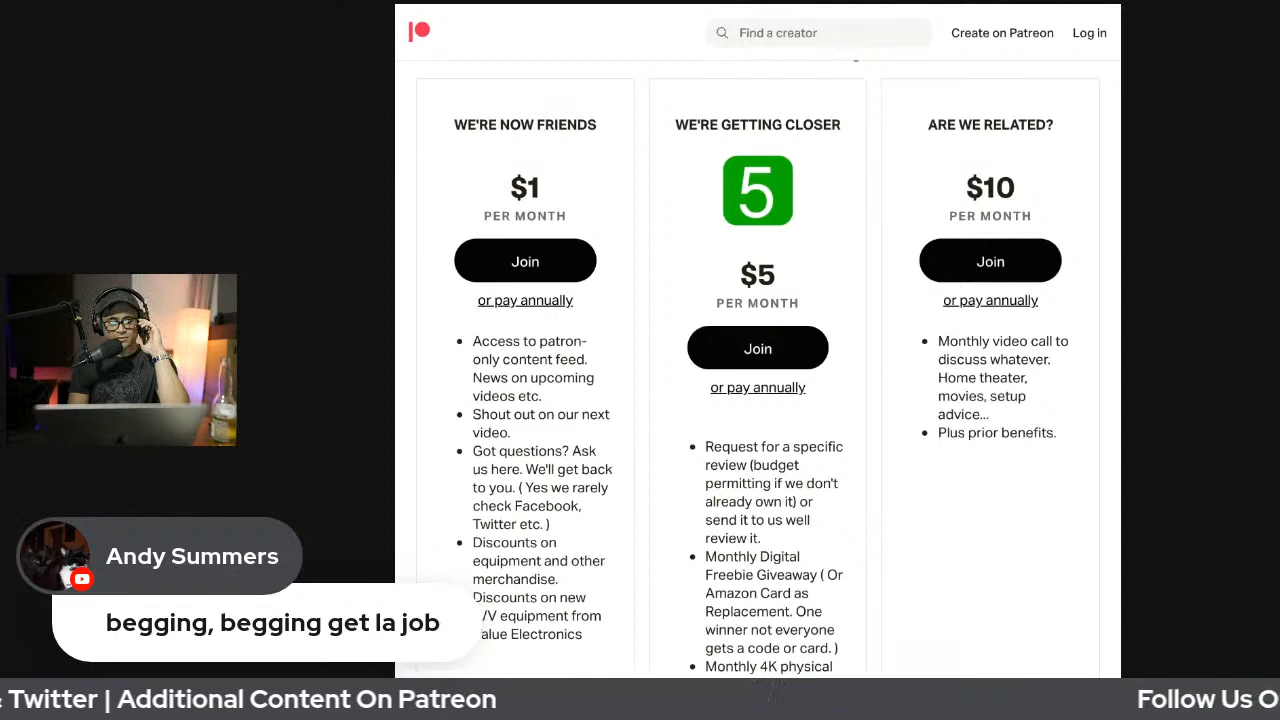 Find a creator
Create on Patreon
Log in
WE'RE NOW FRIENDS
$1
PER MONTH
Join
or pay annually
Access to patron-
only content feed.
News on upcoming
videos etc.
Shout out on our next
video.
Got questions? Ask
us here. We'll get back
to you. ( Yes we rarely
check Facebook,
Twitter etc. )
Discounts on
equipment and other
merchandise.
Discounts on new
/V equipment from
alue Electronics
WE'RE GETTING CLOSER
5
$5
PER MONTH
Join
or pay annually
Request for a specific
review (budget
permitting if we don't
already own it) or
send it to us well
review it.
Monthly Digital
Freebie Giveaway ( Or
Amazon Card as
Replacement. One
winner not everyone
gets a code or card. )
Monthly 4K physical
ARE WE RELATED?
$10
PER MONTH
Join
or pay annually
Monthly video call to
discuss whatever.
Home theater,
movies, setup
advice...
Plus prior benefits.
Andy Summers
begging, begging get la job
& Twitter | Additional Content On Patreon
Follow Us O